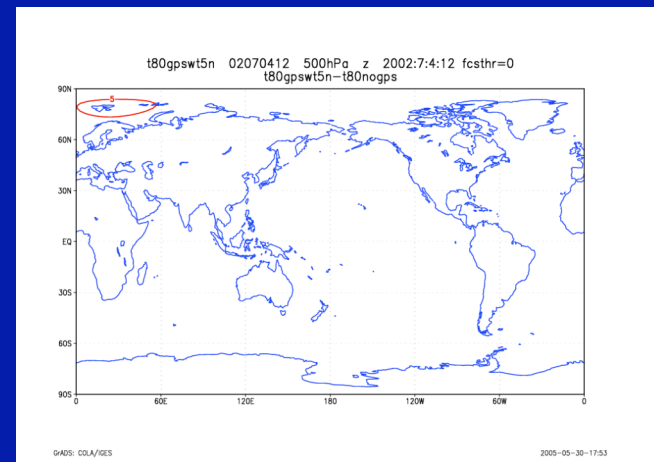 t80gpswt5n 02070412 500hPa z 2002:7:4:12 fcsthr=0
t80gpswt5n-t80nogps
90N
5
60N
30N
EQ
30S
60S
90S
0 60E 120E 180 120W 60W 0
GrADS: COLA/IGES 2005-05-30-17:53